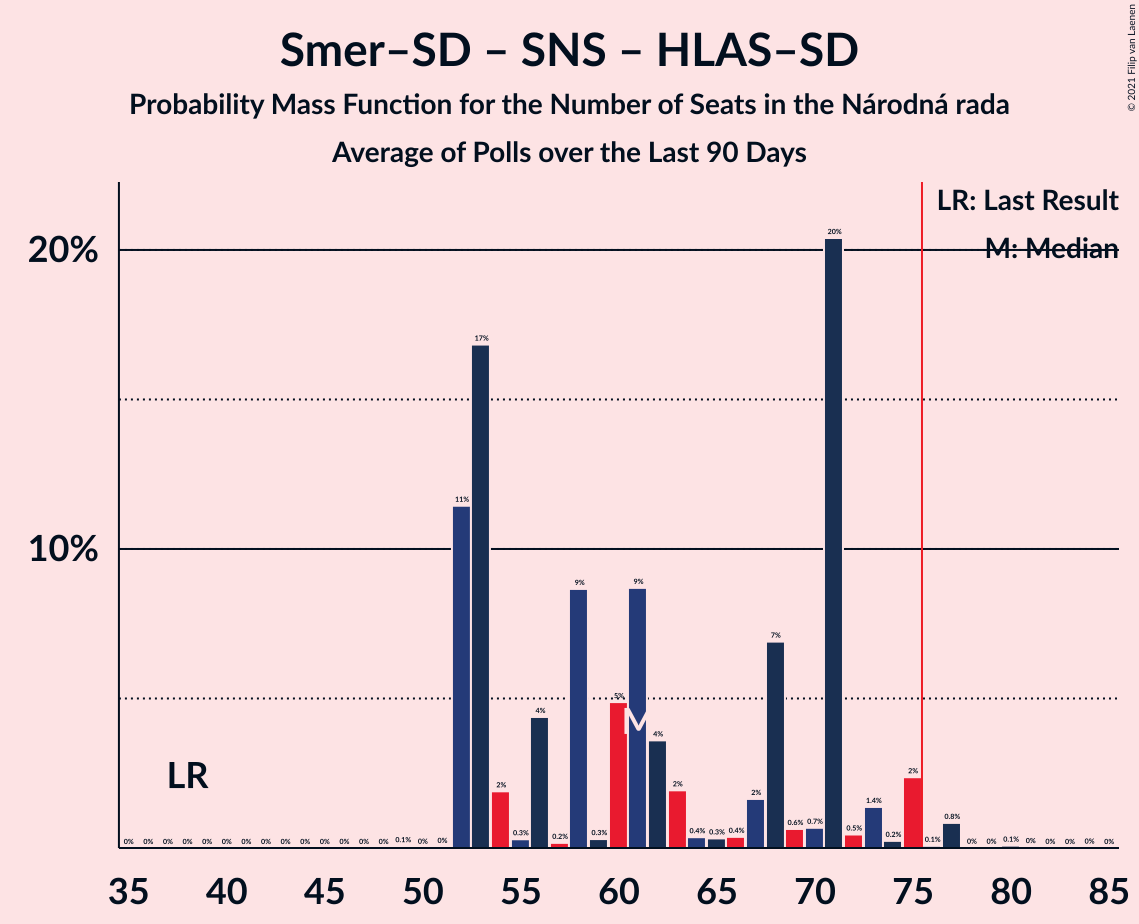 Smer–SD – SNS – HLAS–SD
Probability Mass Function for the Number of Seats in the Národná rada
Average of Polls over the Last 90 Days
© 2021 Filip van Laenen
LR: Last Result
M: Median
20%
10%
20%
17%
11%
9%
9%
7%
5%
4%
4%
M
LR
2%
2%
2%
2%
1.4%
0.8%
0% 0% 0% 0% 0% 0% 0% 0% 0% 0% 0% 0% 0% 0% 0.1% 0% 0% 0.3% 0.2% 0.3% 0.4% 0.3% 0.4% 0.6% 0.7% 0.5% 0.2% 0.1% 0% 0% 0.1% 0% 0% 0% 0% 0%
35 40 45 50 55 60 65 70 75 80 85